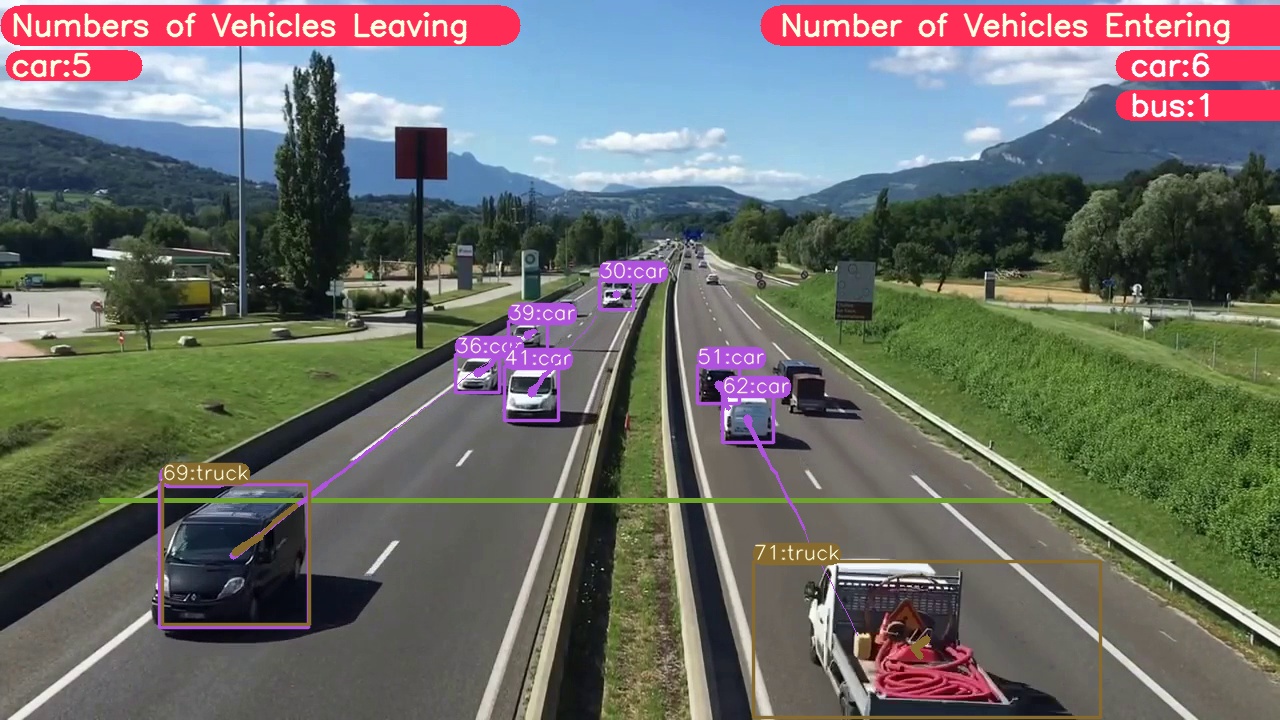 Numbers of Vehicles Leaving
car:5
Number of Vehicles Entering
car:6
bus:1
30:car
39:car
36:car
41:car
51:car
62:car
69:truck
71:truck